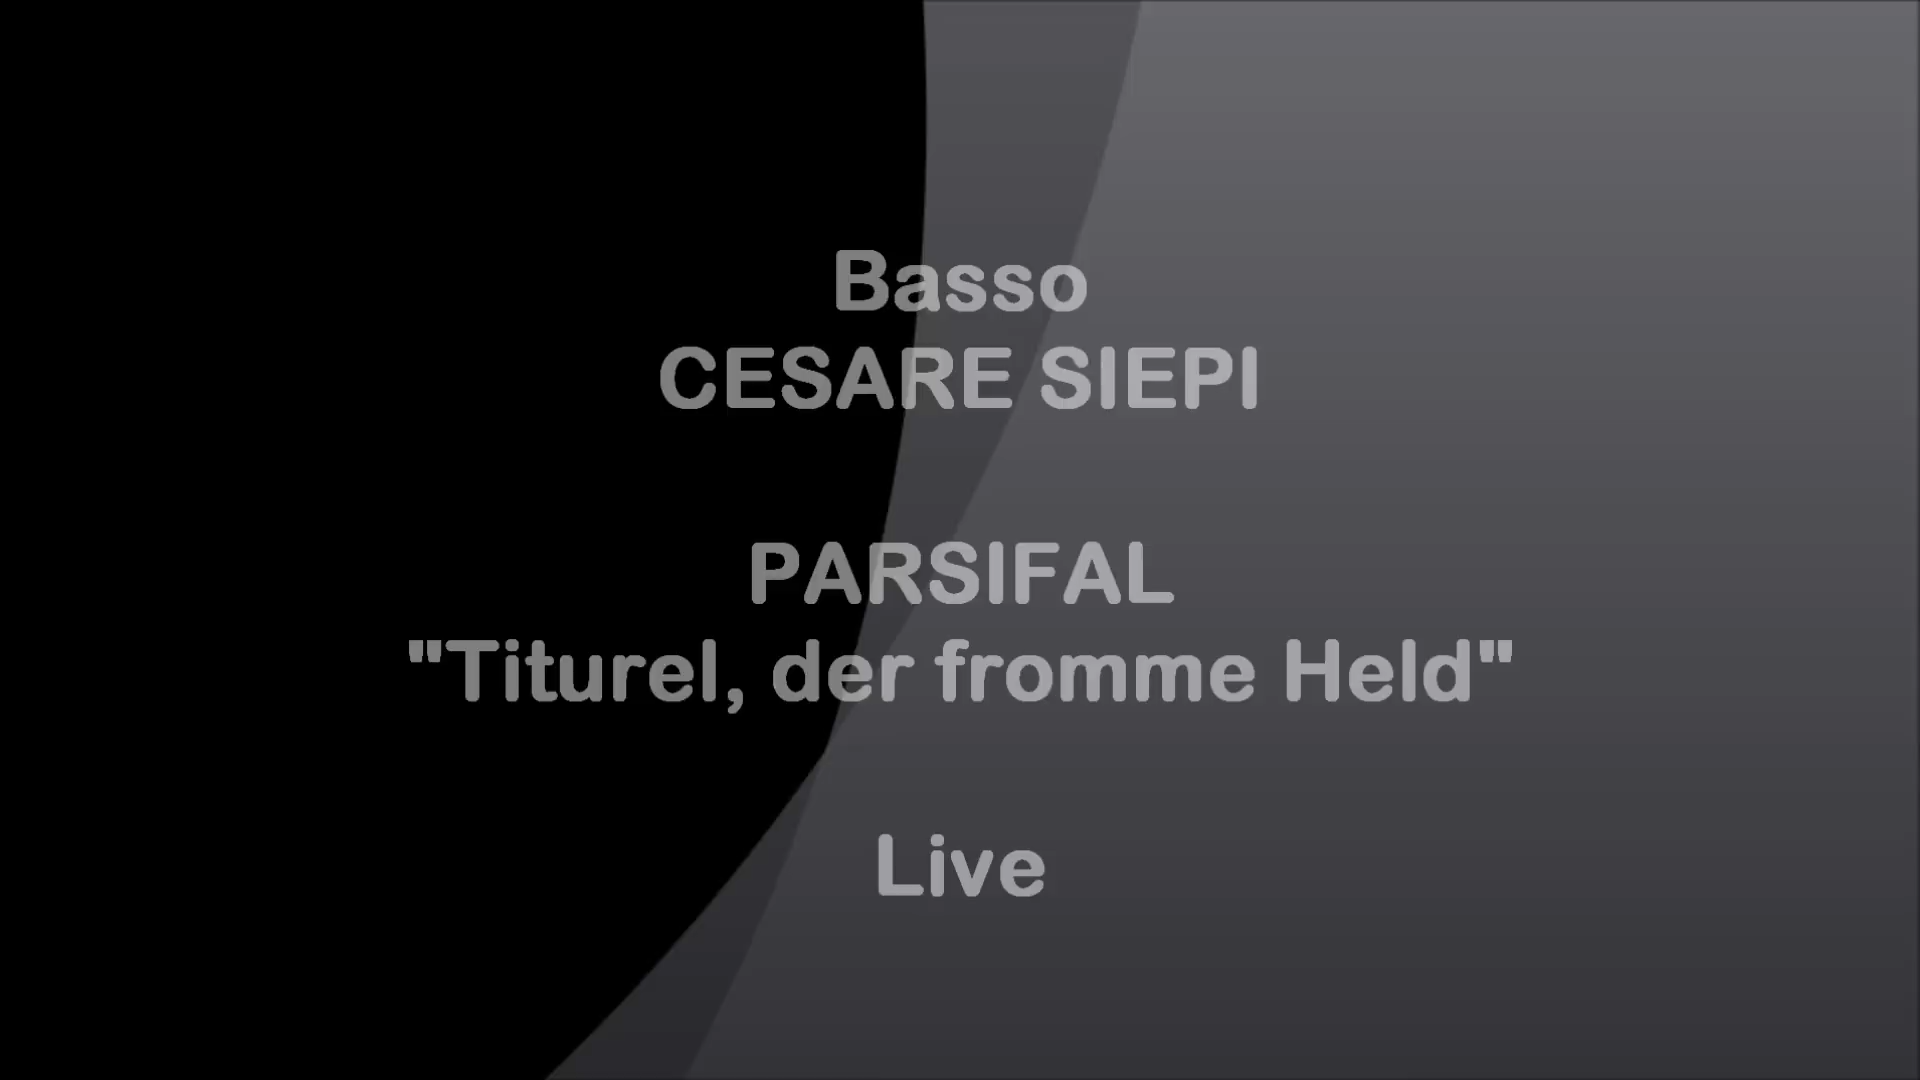 Basso
CESARE SIEPI
PARSIFAL
"Titurel, der fromme Held"
Live